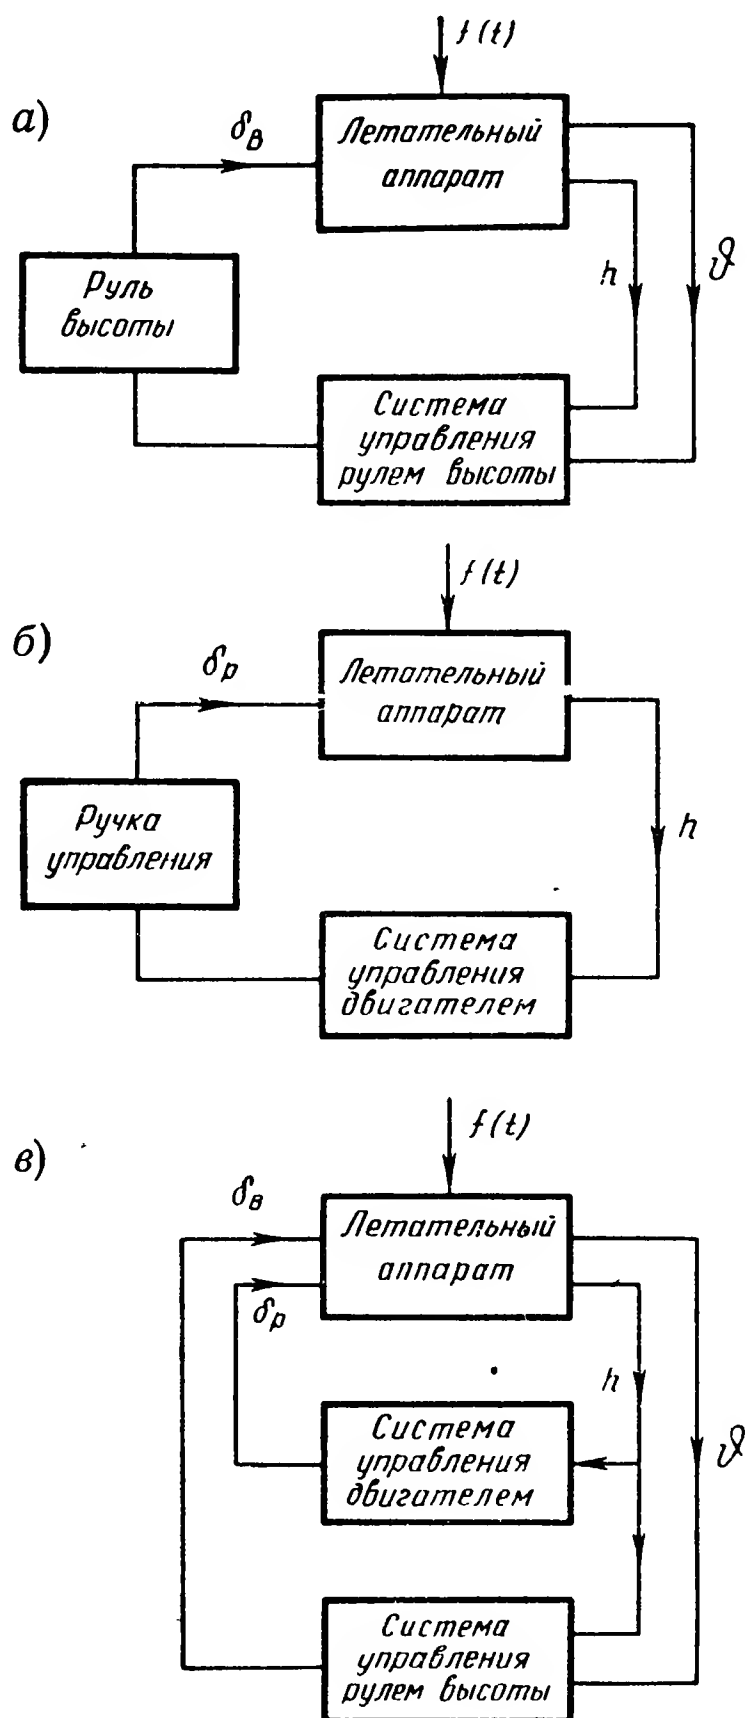 f(t)
а)
δв
Летательный
аппарат
h
ϑ
Руль
высоты
Система
управления
рулем высоты
f(t)
б)
δр
Летательный
аппарат
Ручка
управления
h
Система
управления
двигателем
f(t)
в)
δв
Летательный
аппарат
δр
h
Система
управления
двигателем
ϑ
Система
управления
рулем высоты